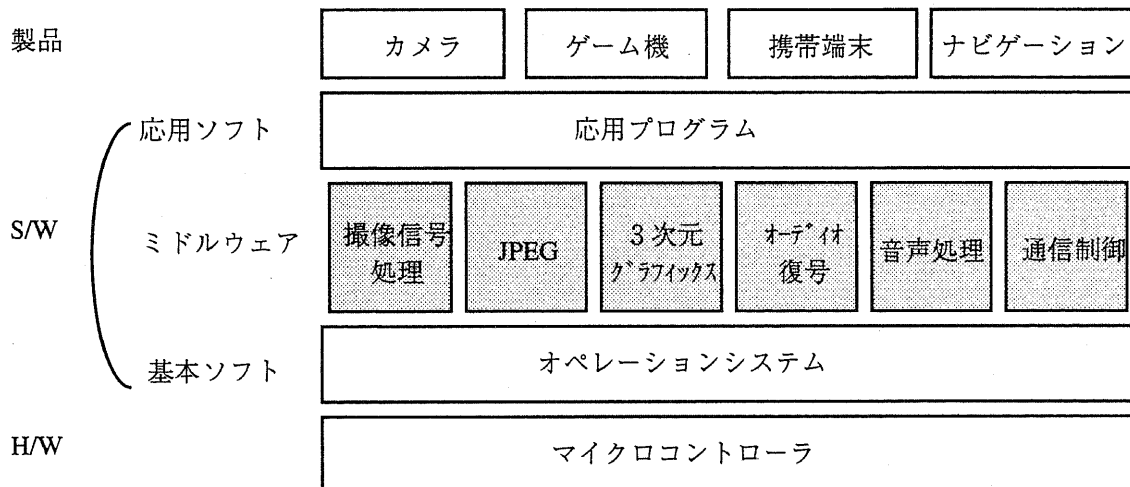 製品
カメラ
ゲーム機
携帯端末
ナビゲーション
応用ソフト
応用プログラム
S/W
ミドルウェア
撮像信号
処理
JPEG
3次元
グラフィックス
オーディオ
復号
音声処理
通信制御
基本ソフト
オペレーションシステム
H/W
マイクロコントローラ